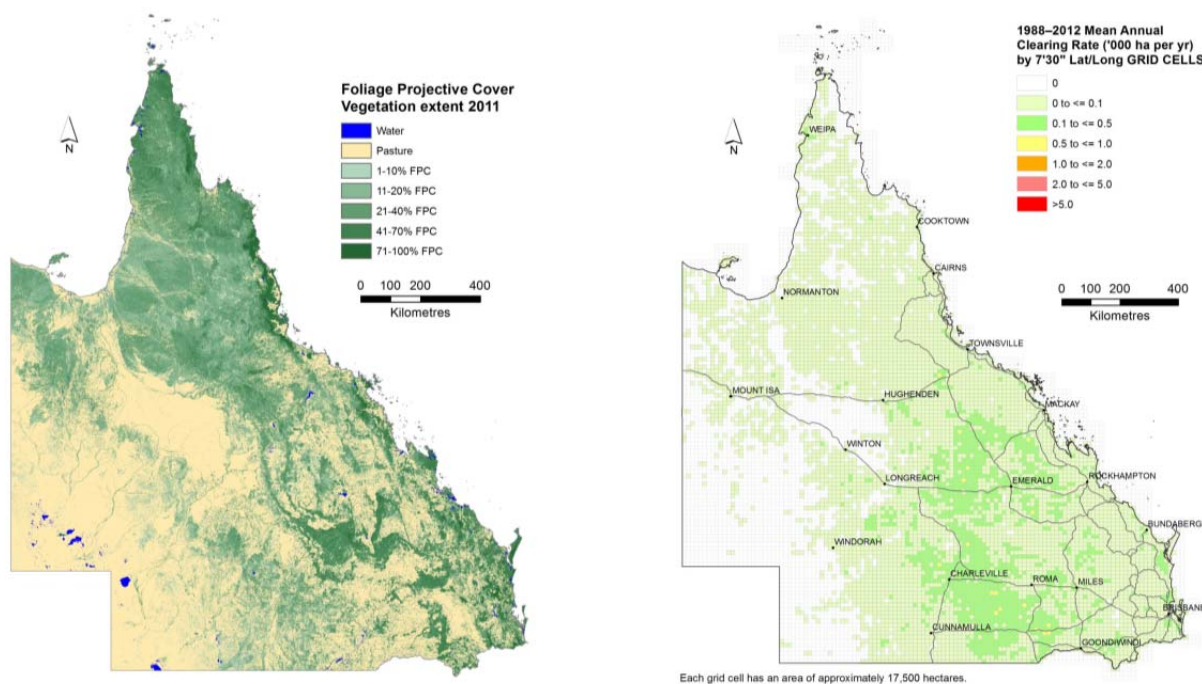 Foliage Projective Cover
Vegetation extent 2011
Water
Pasture
1-10% FPC
11-20% FPC
21-40% FPC
41-70% FPC
71-100% FPC
N
0 100 200 400
Kilometres
1988–2012 Mean Annual
Clearing Rate ('000 ha per yr)
by 7'30" Lat/Long GRID CELLS
0
0 to <= 0.1
0.1 to <= 0.5
0.5 to <= 1.0
1.0 to <= 2.0
2.0 to <= 5.0
>5.0
N
0 100 200 400
Kilometres
WEIPA
COOKTOWN
CAIRNS
NORMANTON
TOWNSVILLE
MOUNT ISA
HUGHENDEN
MACKAY
WINTON
LONGREACH
EMERALD
ROCKHAMPTON
BUNDABERG
WINDORAH
CHARLEVILLE
ROMA
MILES
BRISBANE
CUNNAMULLA
GOONDIWINDI
Each grid cell has an area of approximately 17,500 hectares.